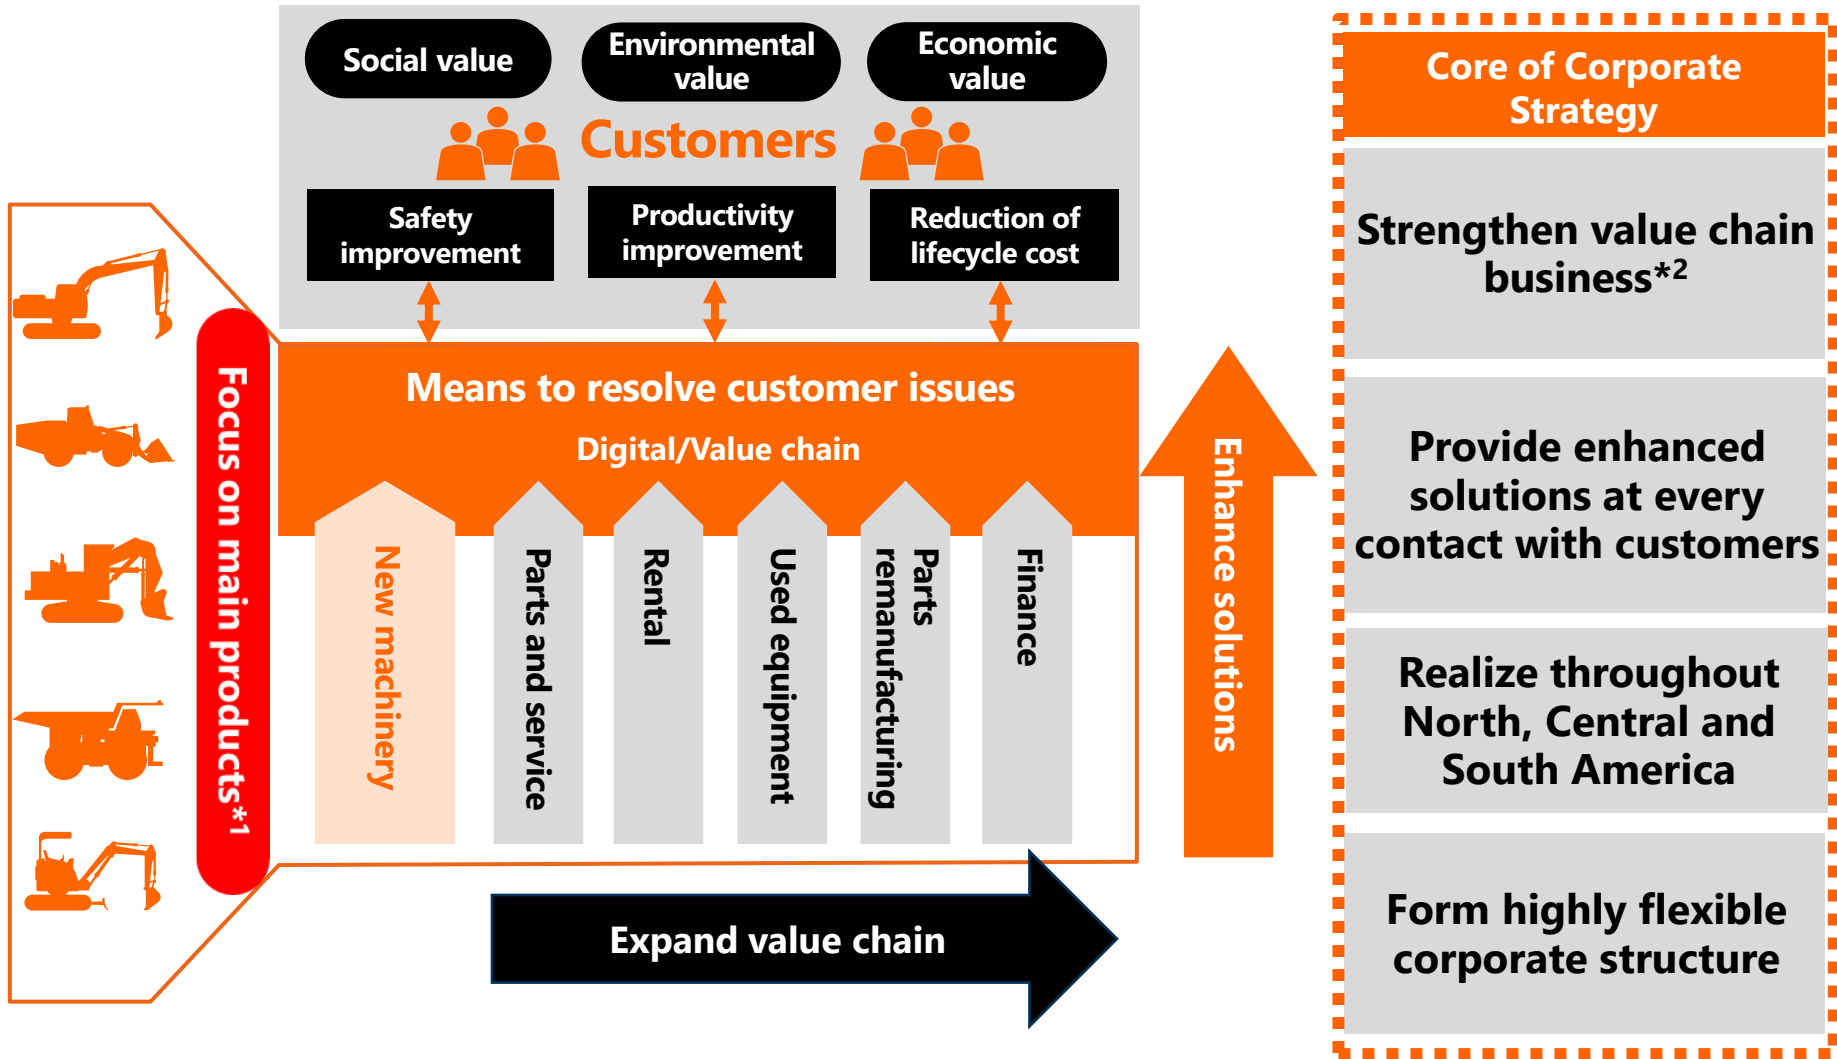 Social value
Environmental
value
Economic
value
Customers
Safety
improvement
Productivity
improvement
Reduction of
lifecycle cost
Focus on main products*1
Means to resolve customer issues
Digital/Value chain
New machinery
Parts and service
Rental
Used equipment
Parts
remanufacturing
Finance
Expand value chain
Enhance solutions
Core of Corporate
Strategy
Strengthen value chain
business*2
Provide enhanced
solutions at every
contact with customers
Realize throughout
North, Central and
South America
Form highly flexible
corporate structure